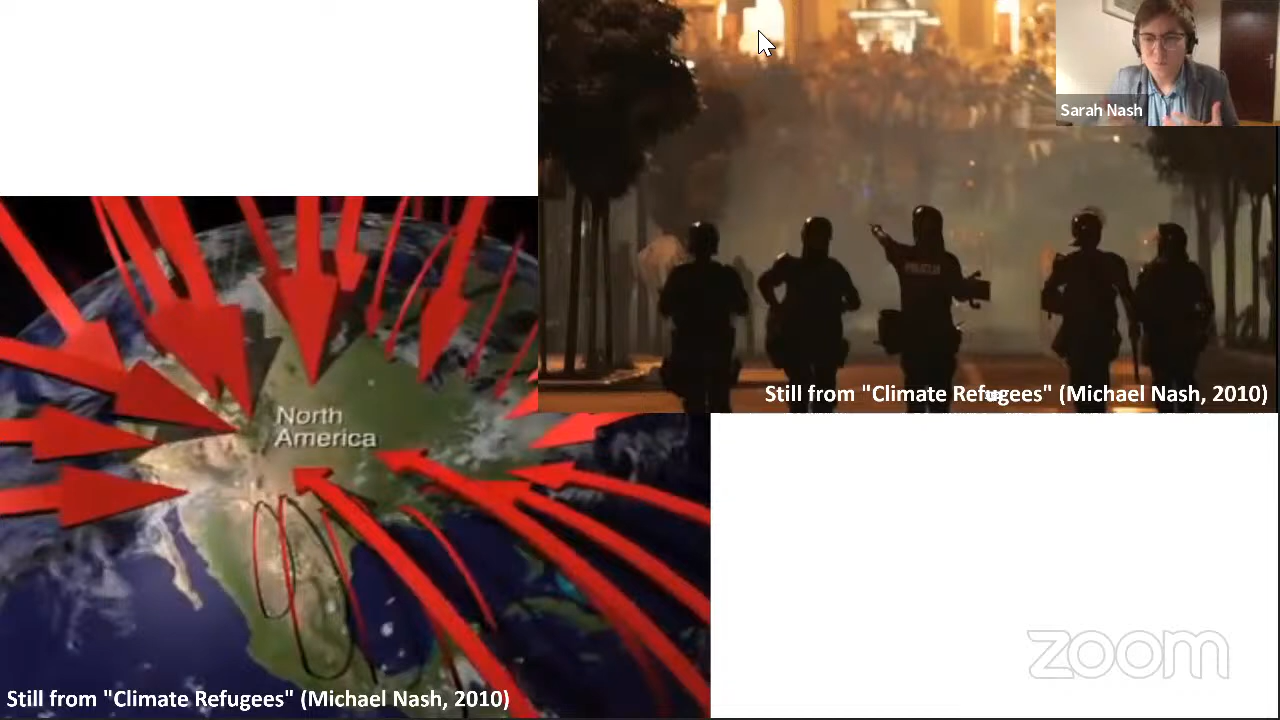 Sarah Nash
POLICIJA
Still from "Climate Refugees" (Michael Nash, 2010)
North
America
zoom
Still from "Climate Refugees" (Michael Nash, 2010)